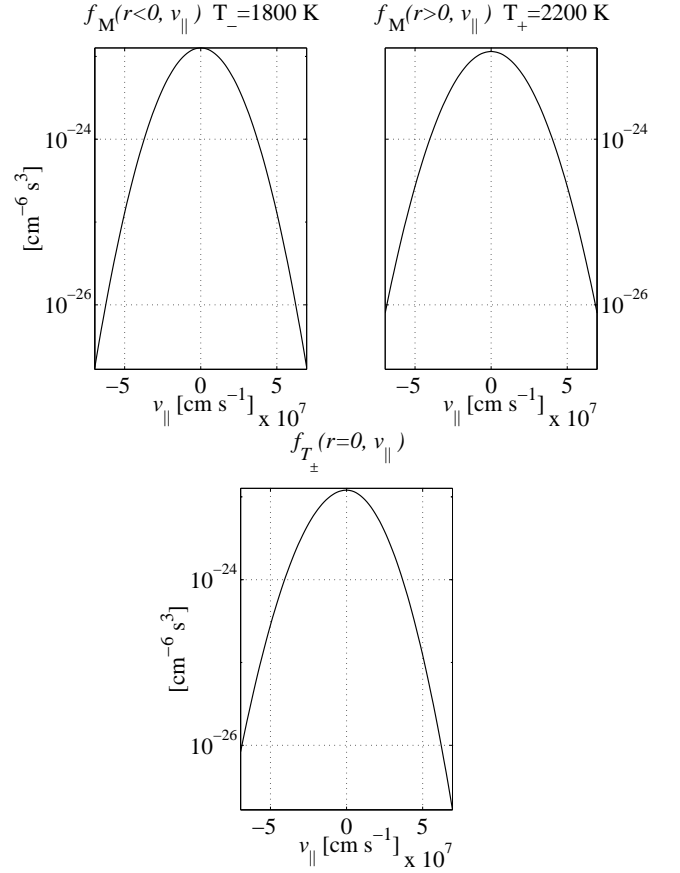 f_M(r<0, v_||) T_−=1800 K
f_M(r>0, v_||) T_+=2200 K
10^−24
10^−26
[cm^−6 s^3]
−5 0 5
v_|| [cm s^−1] x 10^7
10^−24
10^−26
−5 0 5
v_|| [cm s^−1] x 10^7
f_T_±(r=0, v_||)
10^−24
10^−26
[cm^−6 s^3]
−5 0 5
v_|| [cm s^−1] x 10^7